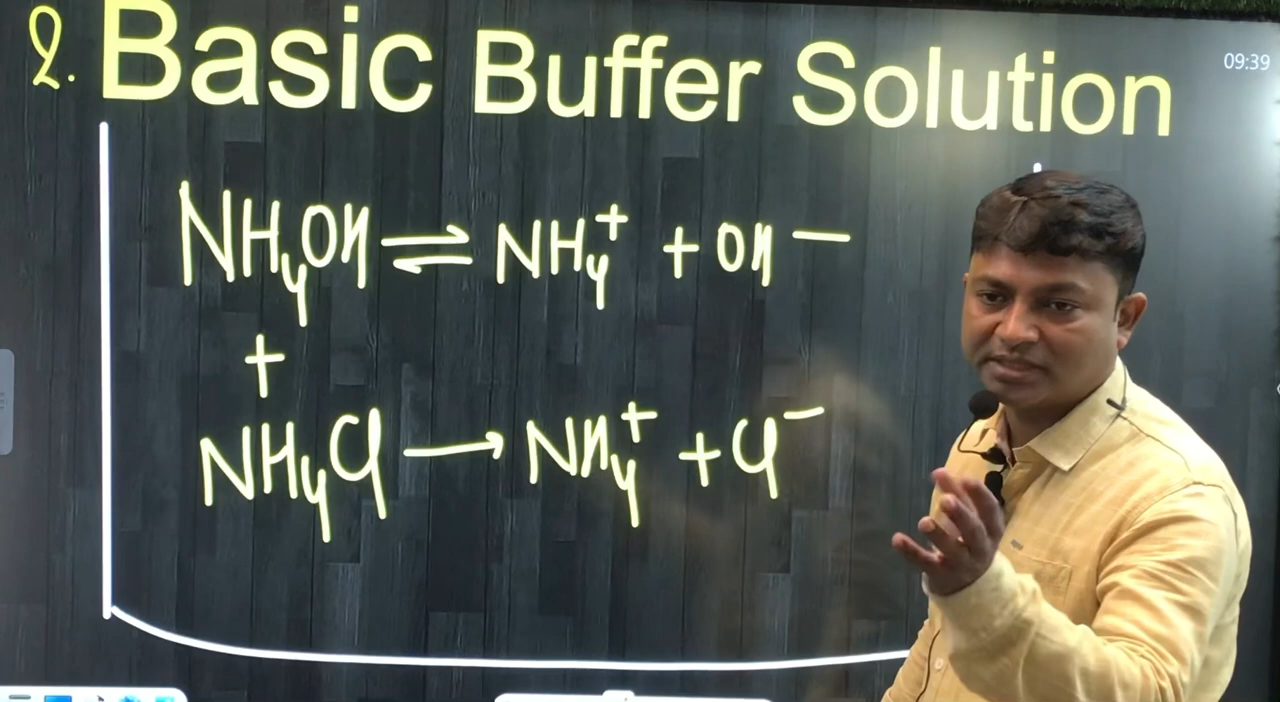 2. Basic Buffer Solution
09:39
NH₄OH ⇌ NH₄⁺ + OH⁻
+
NH₄Cl → NH₄⁺ + Cl⁻